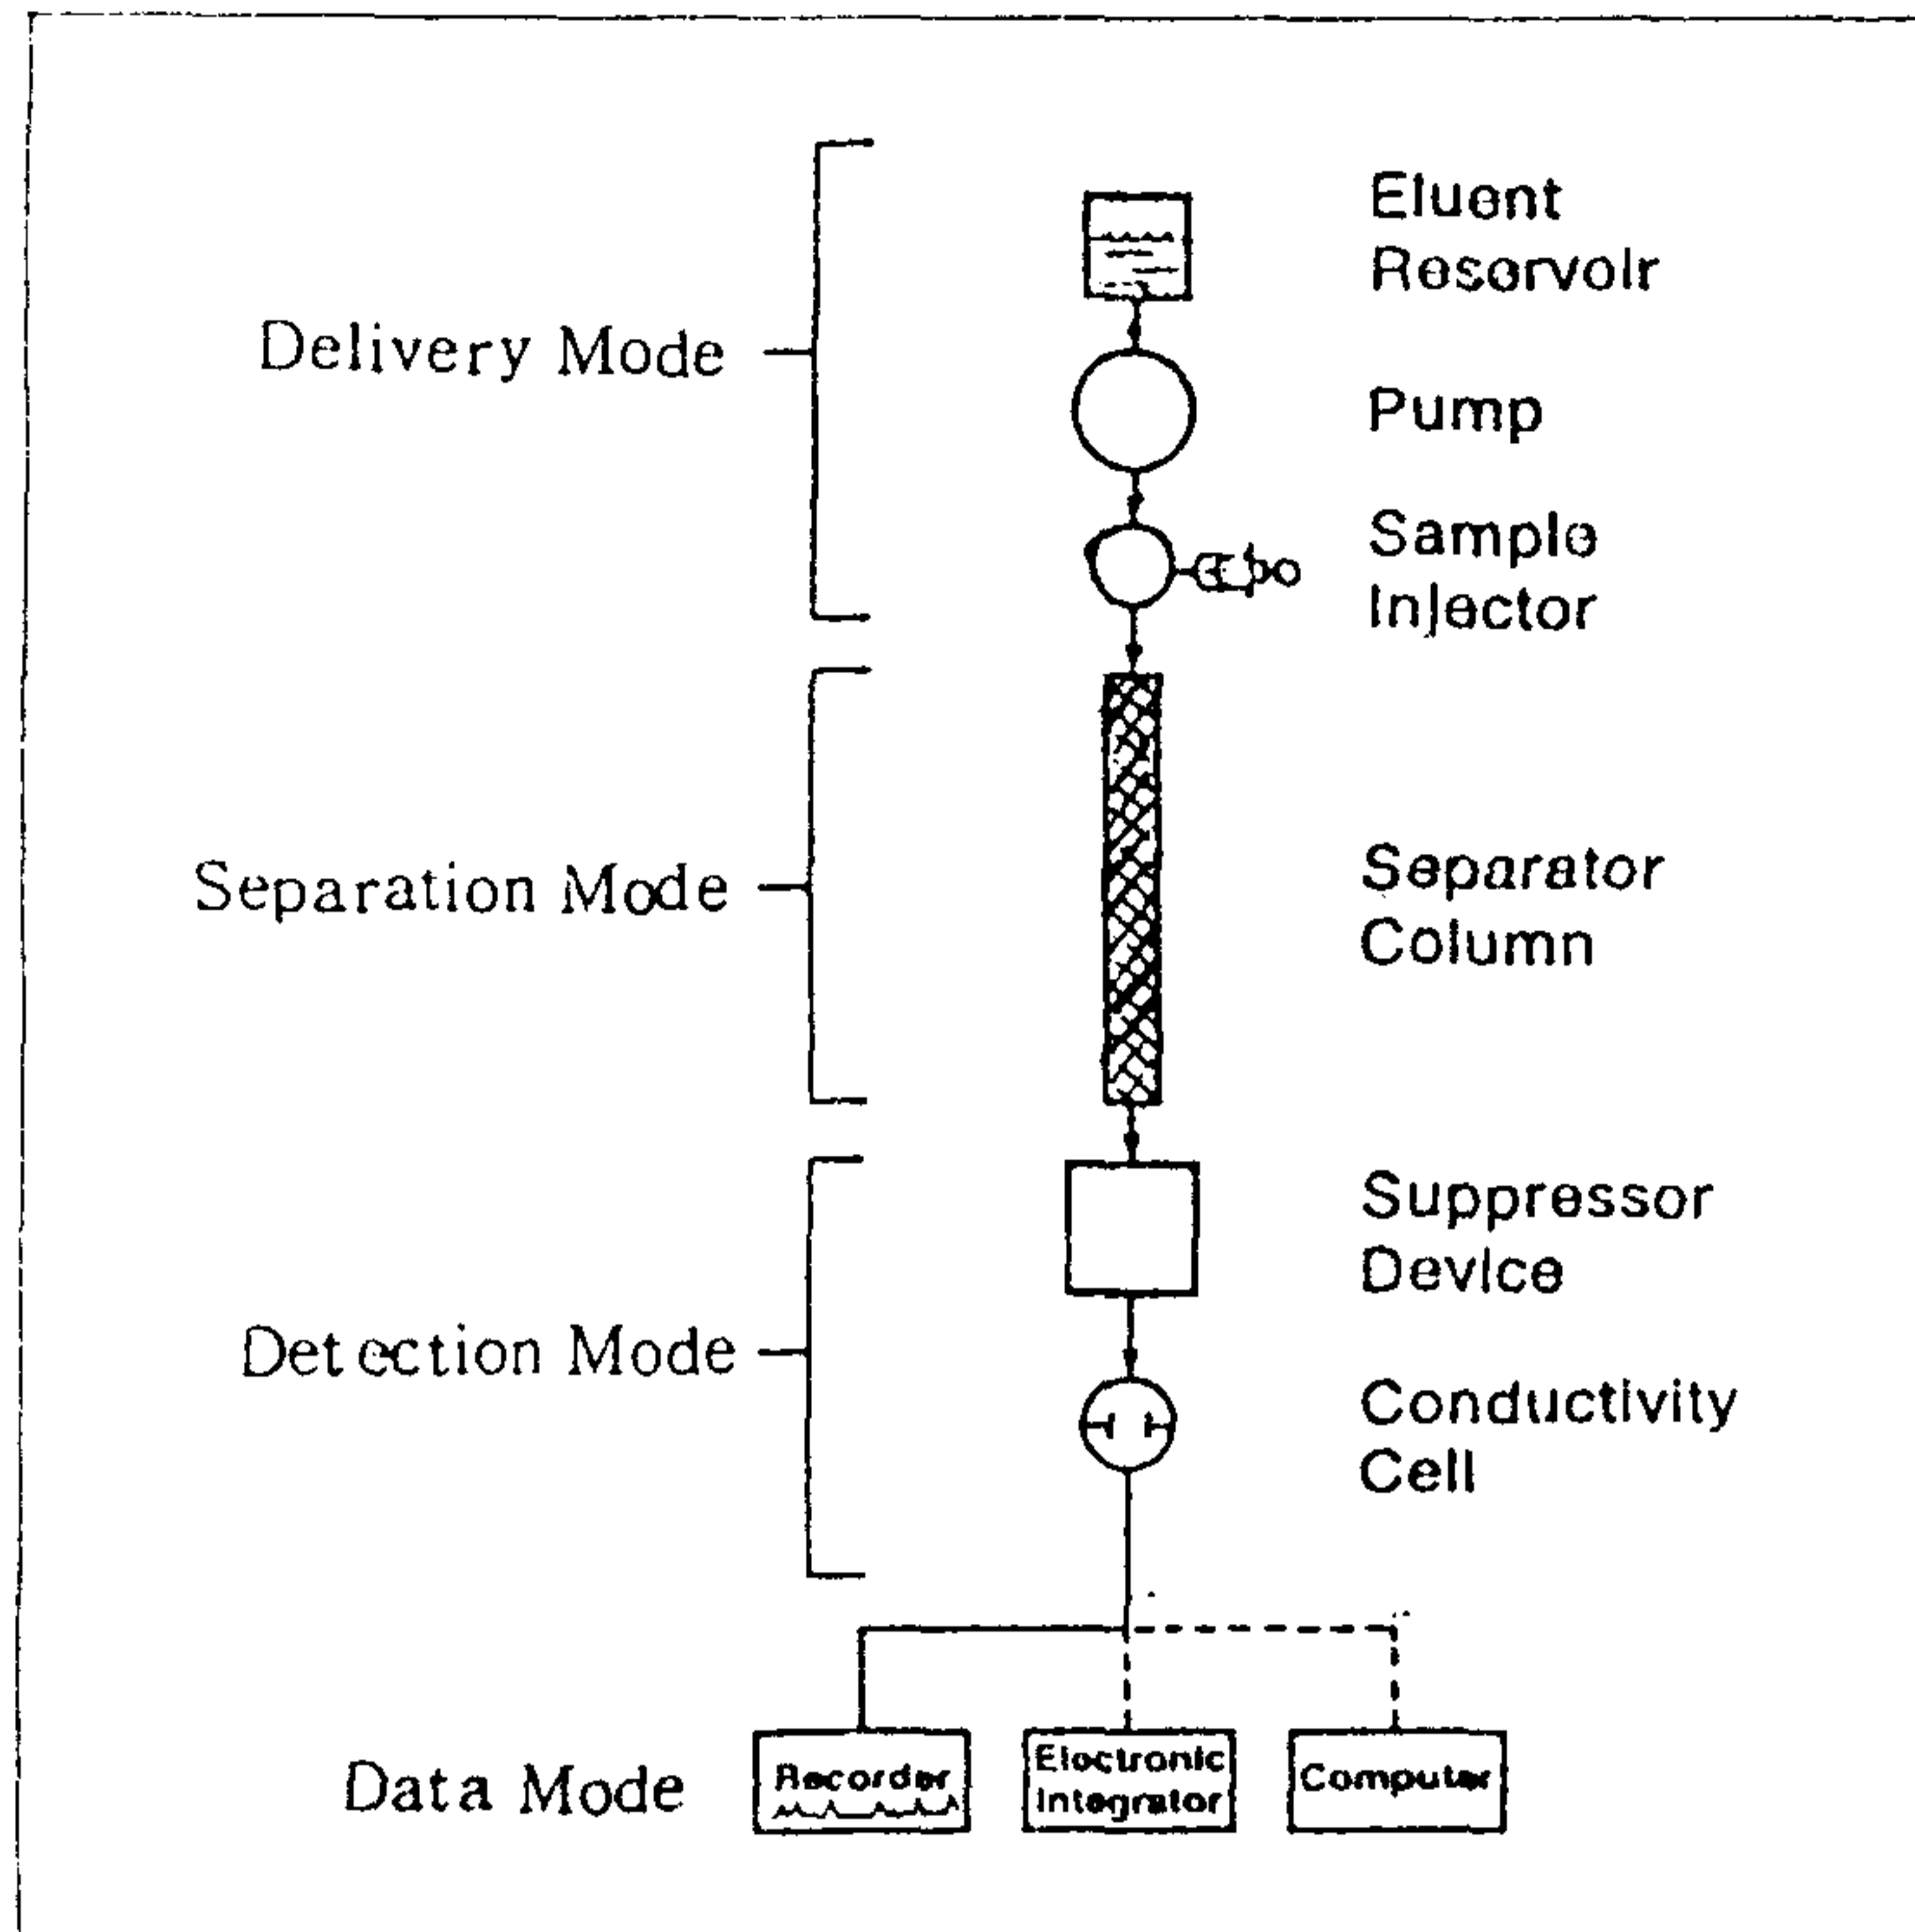 Eluent
Reservoir
Delivery Mode
Pump
Sample
Injector
Separation Mode
Separator
Column
Suppressor
Device
Detection Mode
Conductivity
Cell
Data Mode
Recorder
Electronic
Integrator
Computer